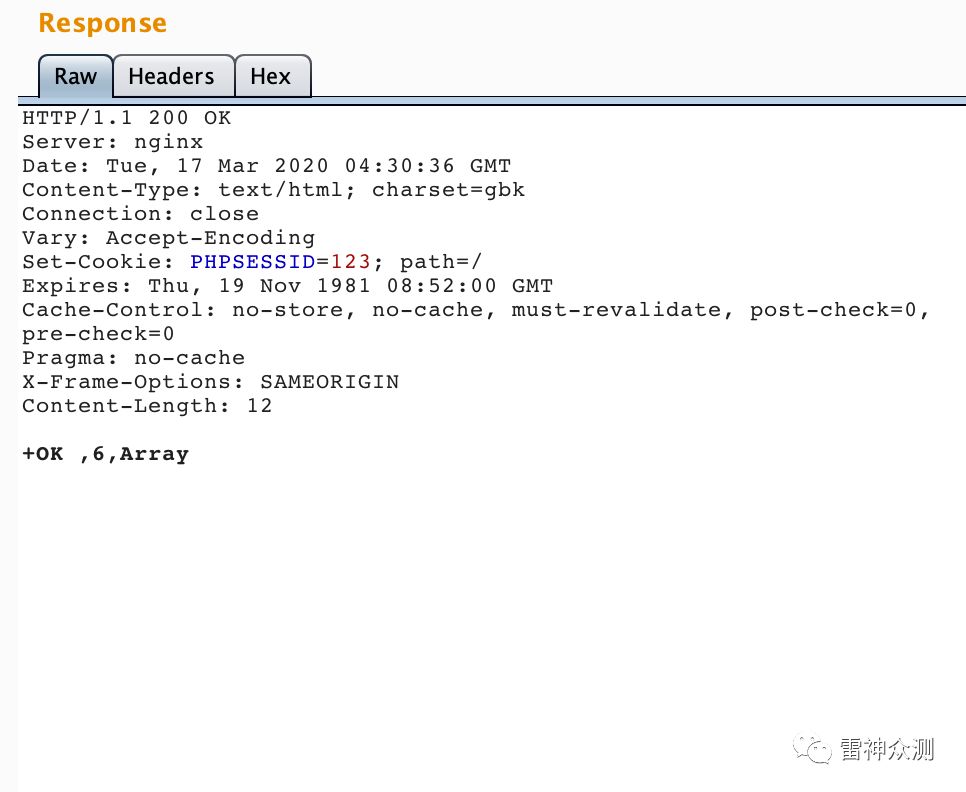 Response
Raw Headers Hex
HTTP/1.1 200 OK
Server: nginx
Date: Tue, 17 Mar 2020 04:30:36 GMT
Content-Type: text/html; charset=gbk
Connection: close
Vary: Accept-Encoding
Set-Cookie: PHPSESSID=123; path=/
Expires: Thu, 19 Nov 1981 08:52:00 GMT
Cache-Control: no-store, no-cache, must-revalidate, post-check=0,
pre-check=0
Pragma: no-cache
X-Frame-Options: SAMEORIGIN
Content-Length: 12
+OK ,6,Array
雷神众测